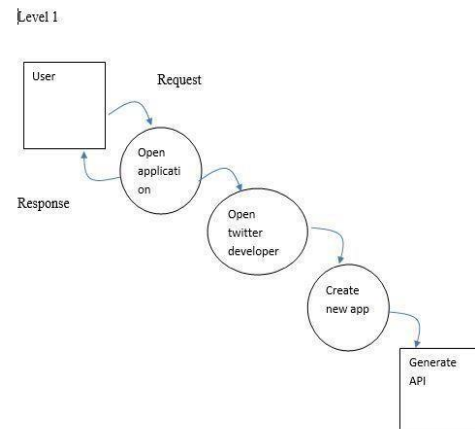 Level 1
User
Request
Open
applicati
on
Response
Open
twitter
developer
Create
new app
Generate
API